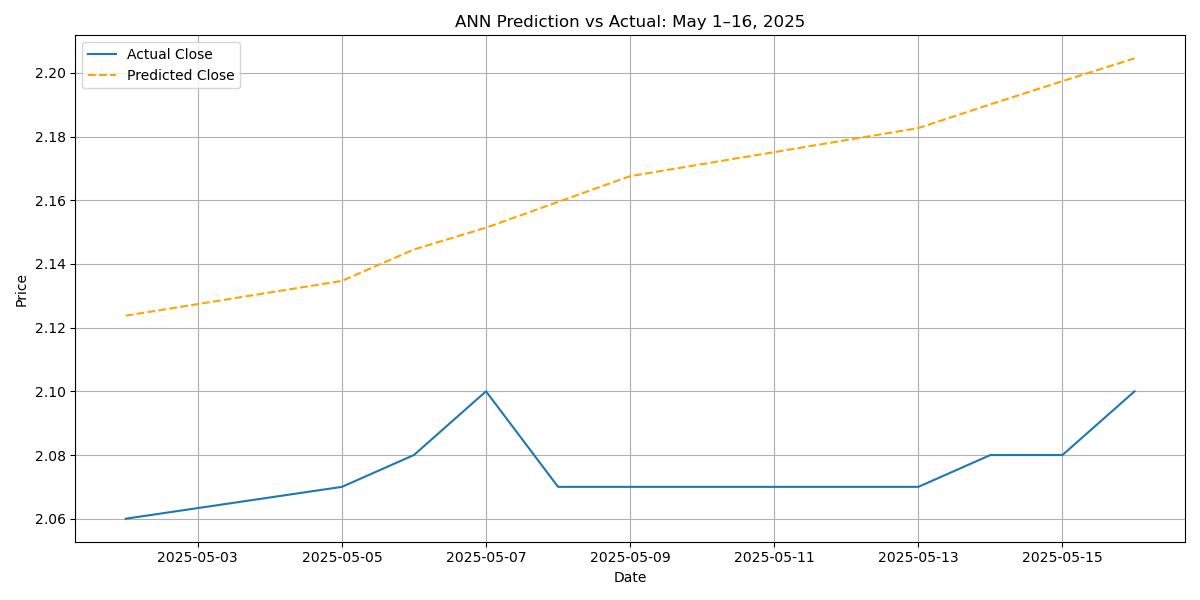 ANN Prediction vs Actual: May 1–16, 2025
Actual Close
Predicted Close
2.20
2.18
2.16
2.14
2.12
2.10
2.08
2.06
Price
2025-05-03 2025-05-05 2025-05-07 2025-05-09 2025-05-11 2025-05-13 2025-05-15
Date